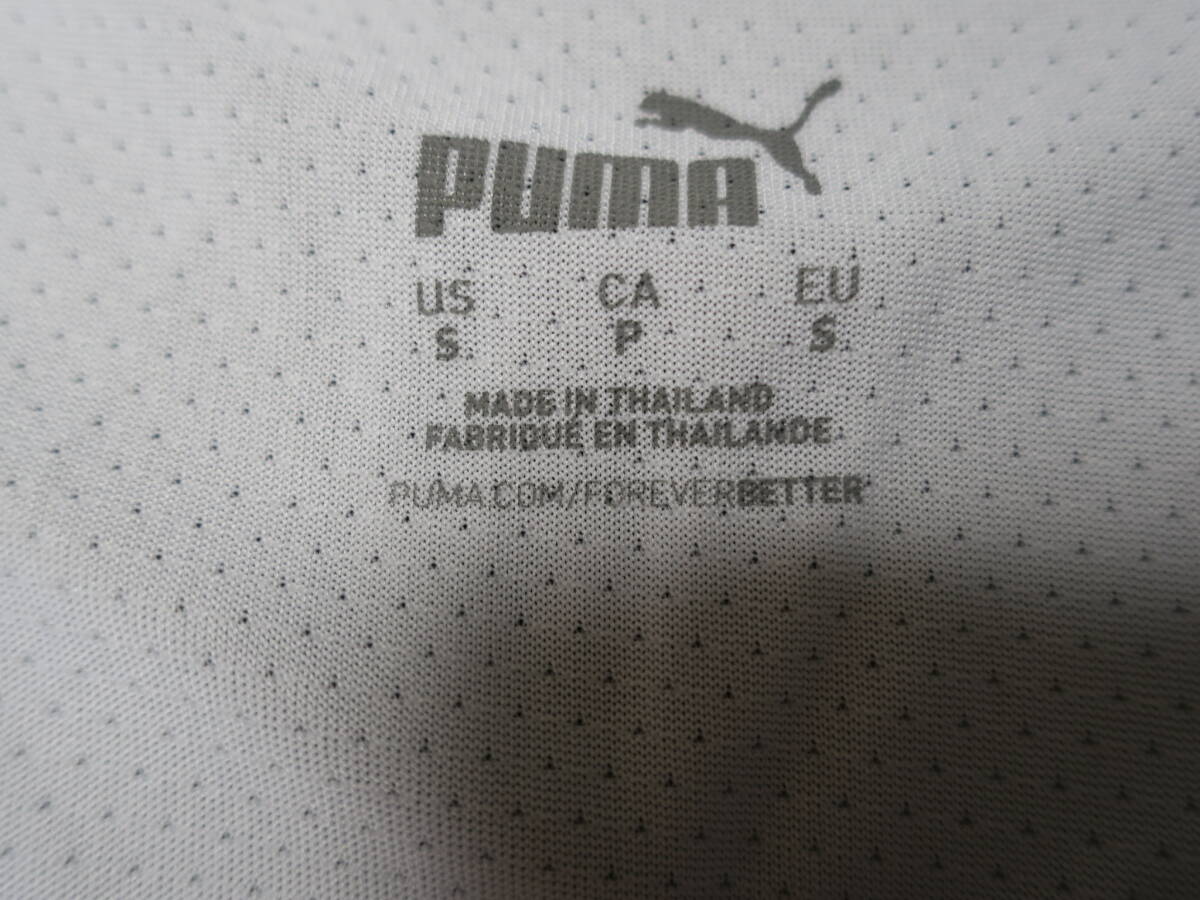 PUMA
US CA EU
S P S
MADE IN THAILAND
FABRIQUÉ EN THAILANDE
PUMA.COM/FOREVERBETTER